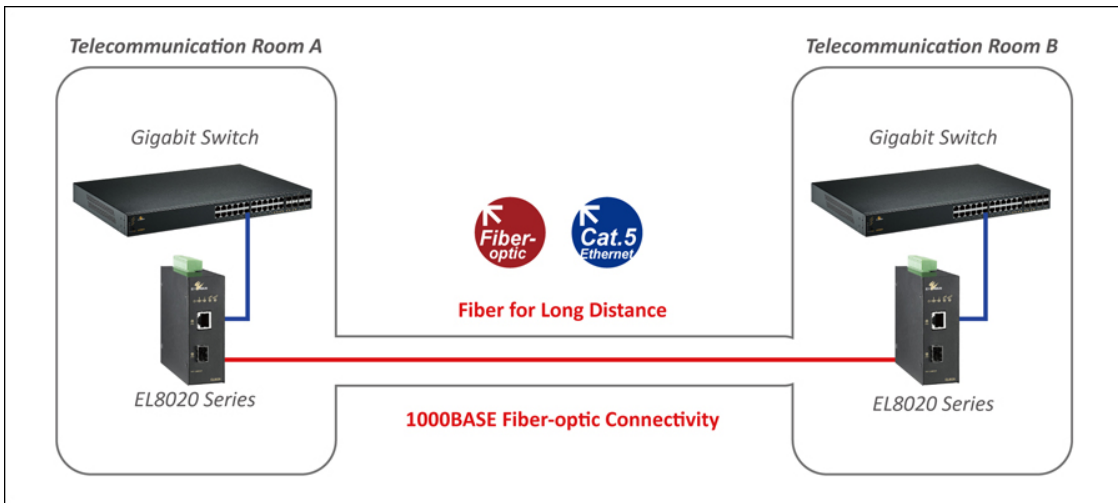 Telecommunication Room A
Telecommunication Room B
Gigabit Switch
Gigabit Switch
Fiber-
optic
Cat.5
Ethernet
Fiber for Long Distance
EL8020 Series
EL8020 Series
1000BASE Fiber-optic Connectivity